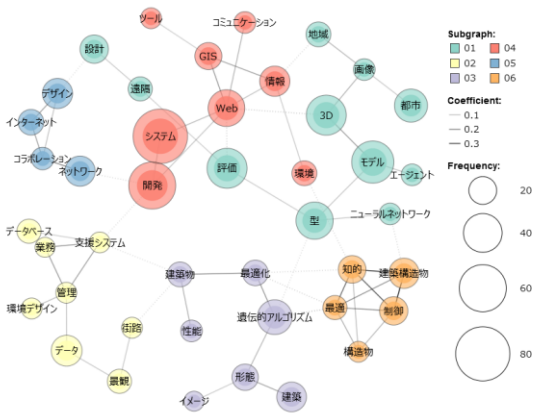 ツール
コミュニケーション
地域
設計
GIS
画像
情報
遠隔
デザイン
都市
Web
3D
インターネット
システム
コラボレーション
評価
モデル
ネットワーク
エージェント
開発
環境
型
ニューラルネットワーク
データベース
業務
支援システム
建築物
最適化
知的
建築構造物
管理
環境デザイン
最適
制御
街路
性能
遺伝的アルゴリズム
データ
構造物
景観
形態
イメージ
建築
Subgraph:
01 04
02 05
03 06
Coefficient:
0.1
0.2
0.3
Frequency:
20
40
60
80